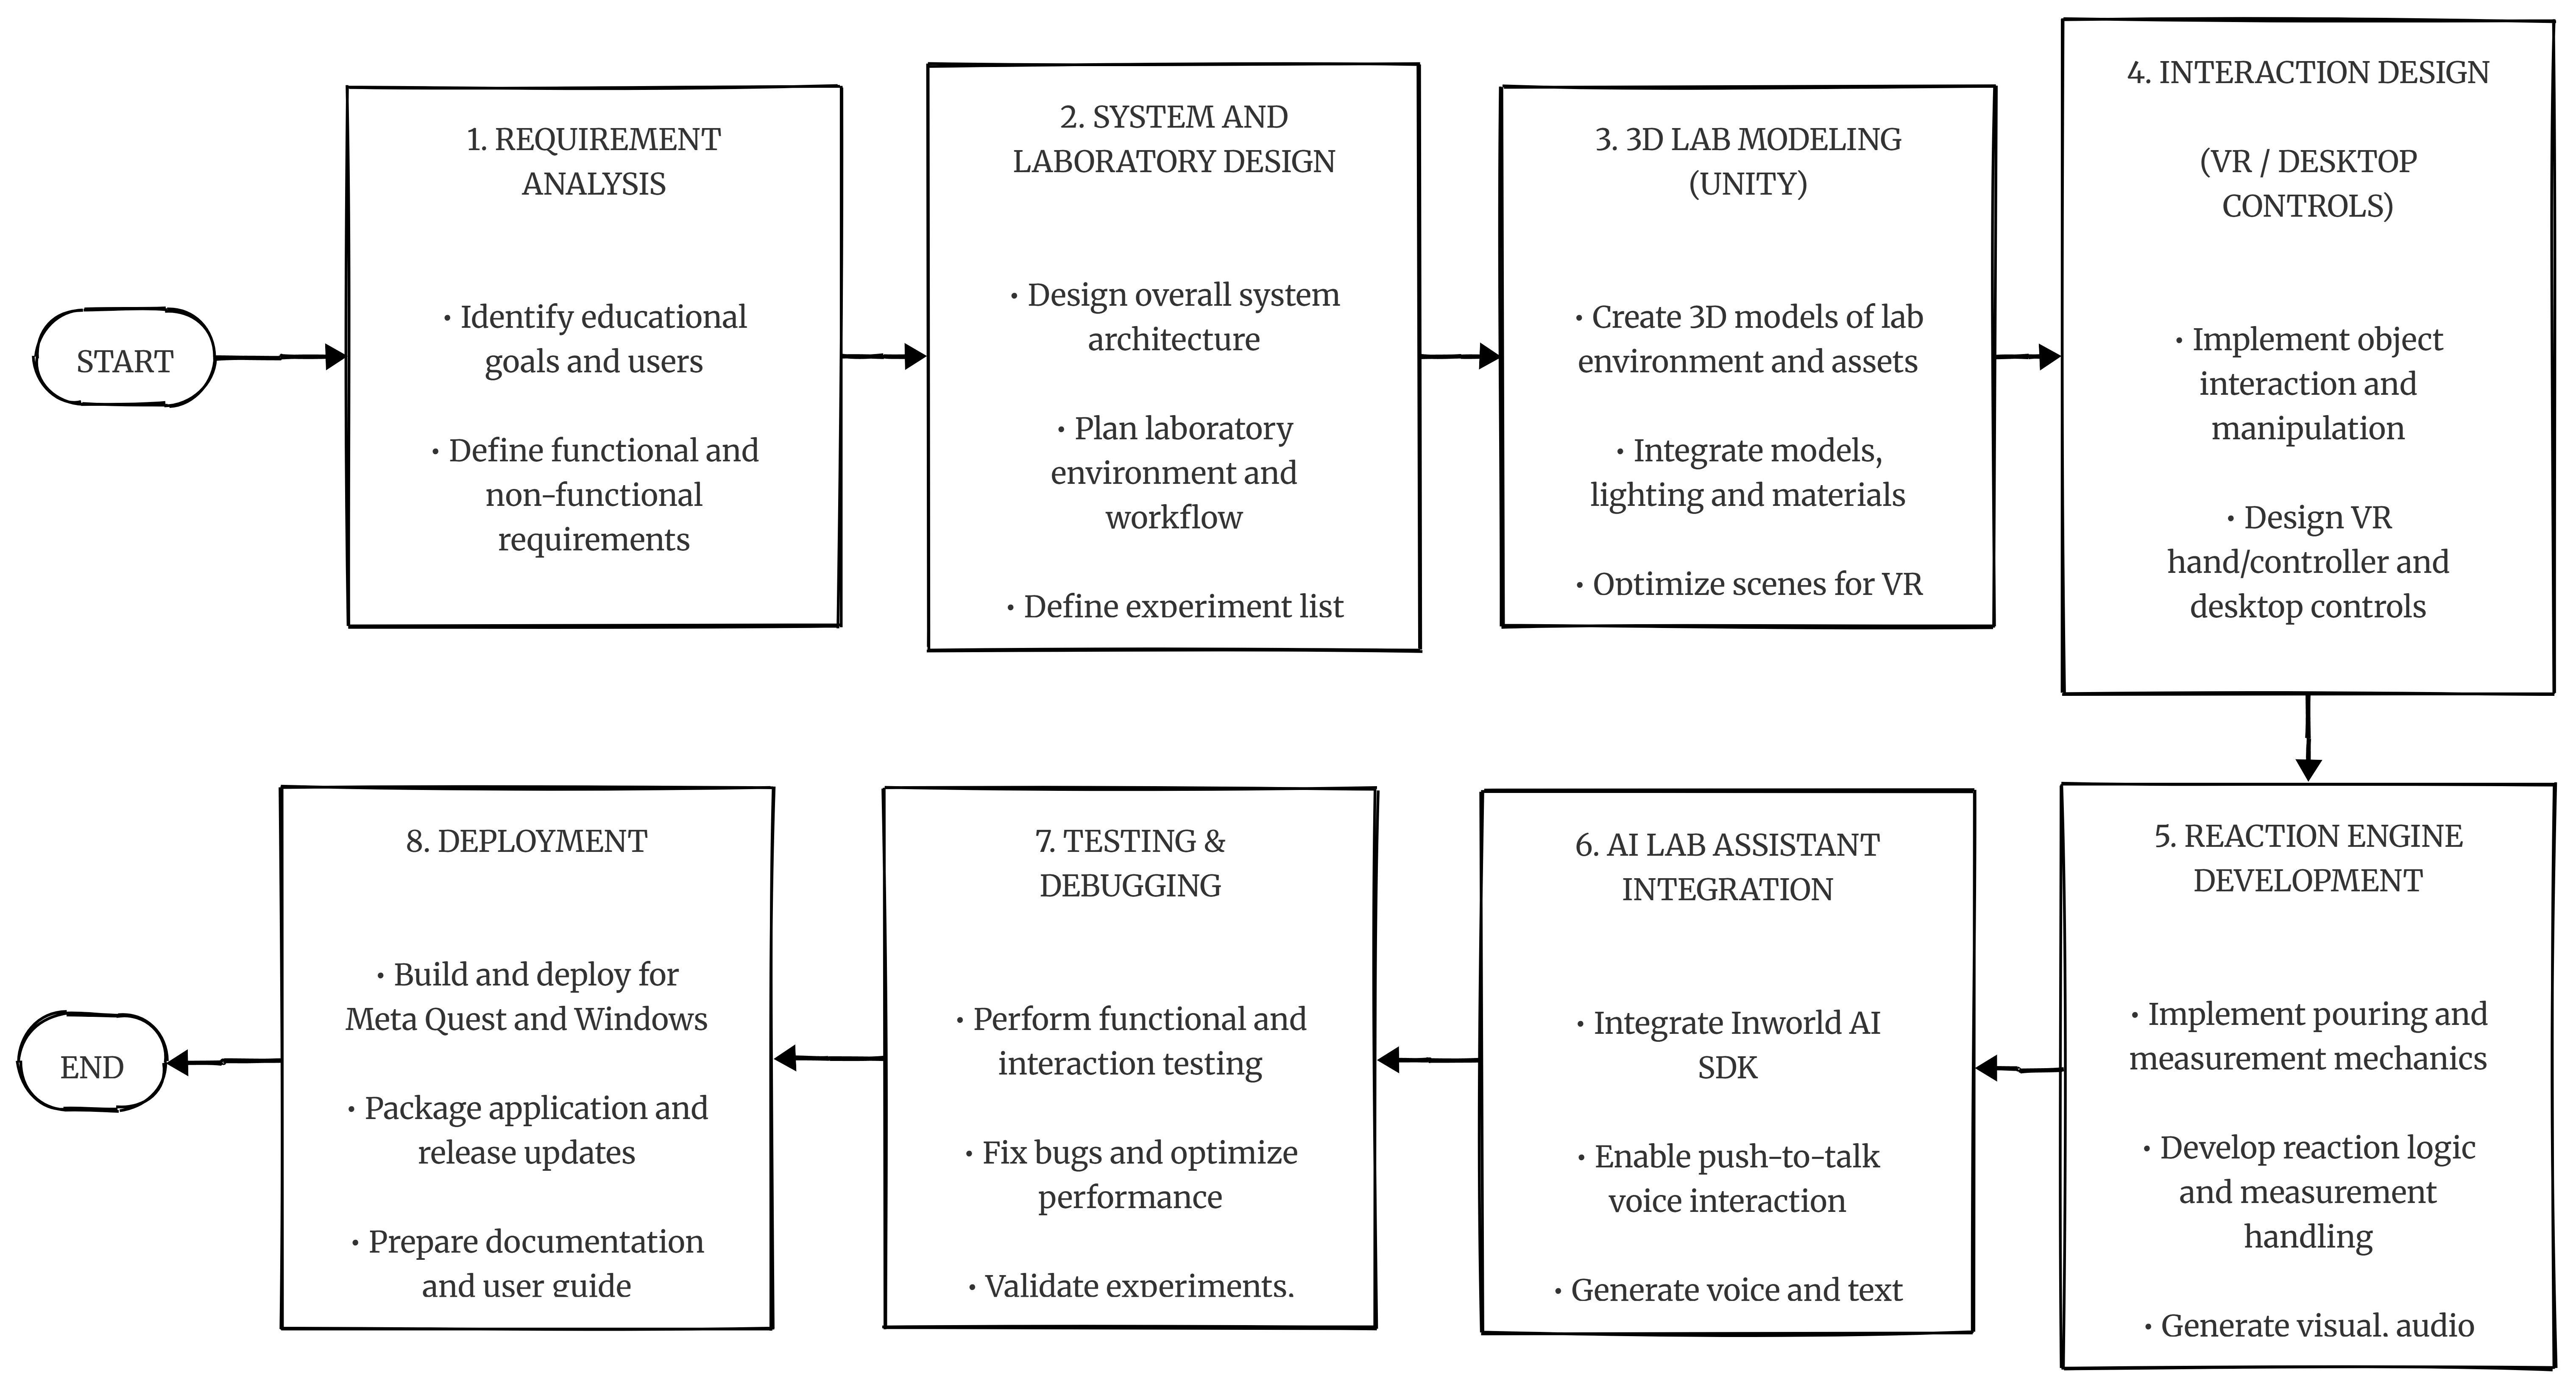 START
1. REQUIREMENT
ANALYSIS
• Identify educational
goals and users
• Define functional and
non-functional
requirements
2. SYSTEM AND
LABORATORY DESIGN
• Design overall system
architecture
• Plan laboratory
environment and
workflow
• Define experiment list
3. 3D LAB MODELING
(UNITY)
• Create 3D models of lab
environment and assets
• Integrate models,
lighting and materials
• Optimize scenes for VR
4. INTERACTION DESIGN
(VR / DESKTOP
CONTROLS)
• Implement object
interaction and
manipulation
• Design VR
hand/controller and
desktop controls
5. REACTION ENGINE
DEVELOPMENT
• Implement pouring and
measurement mechanics
• Develop reaction logic
and measurement
handling
• Generate visual, audio
6. AI LAB ASSISTANT
INTEGRATION
• Integrate Inworld AI
SDK
• Enable push-to-talk
voice interaction
• Generate voice and text
7. TESTING &
DEBUGGING
• Perform functional and
interaction testing
• Fix bugs and optimize
performance
• Validate experiments,
8. DEPLOYMENT
• Build and deploy for
Meta Quest and Windows
• Package application and
release updates
• Prepare documentation
and user guide
END